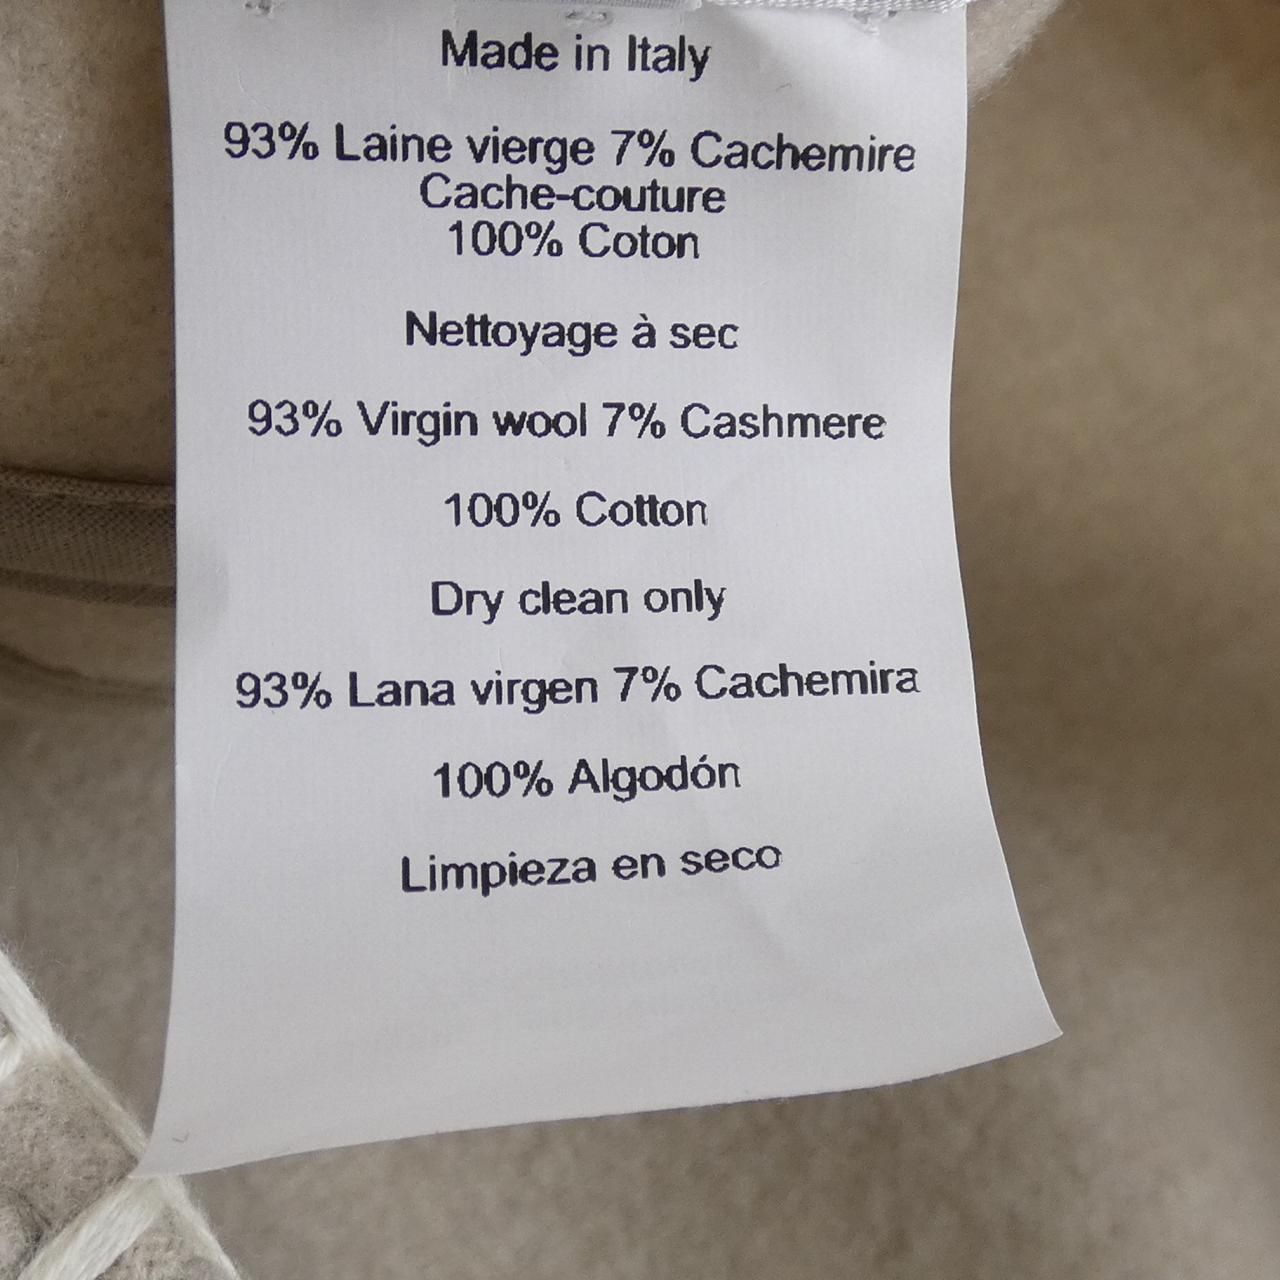 Made in Italy
93% Laine vierge 7% Cachemire
Cache-couture
100% Coton
Nettoyage à sec
93% Virgin wool 7% Cashmere
100% Cotton
Dry clean only
93% Lana virgen 7% Cachemira
100% Algodón
Limpieza en seco